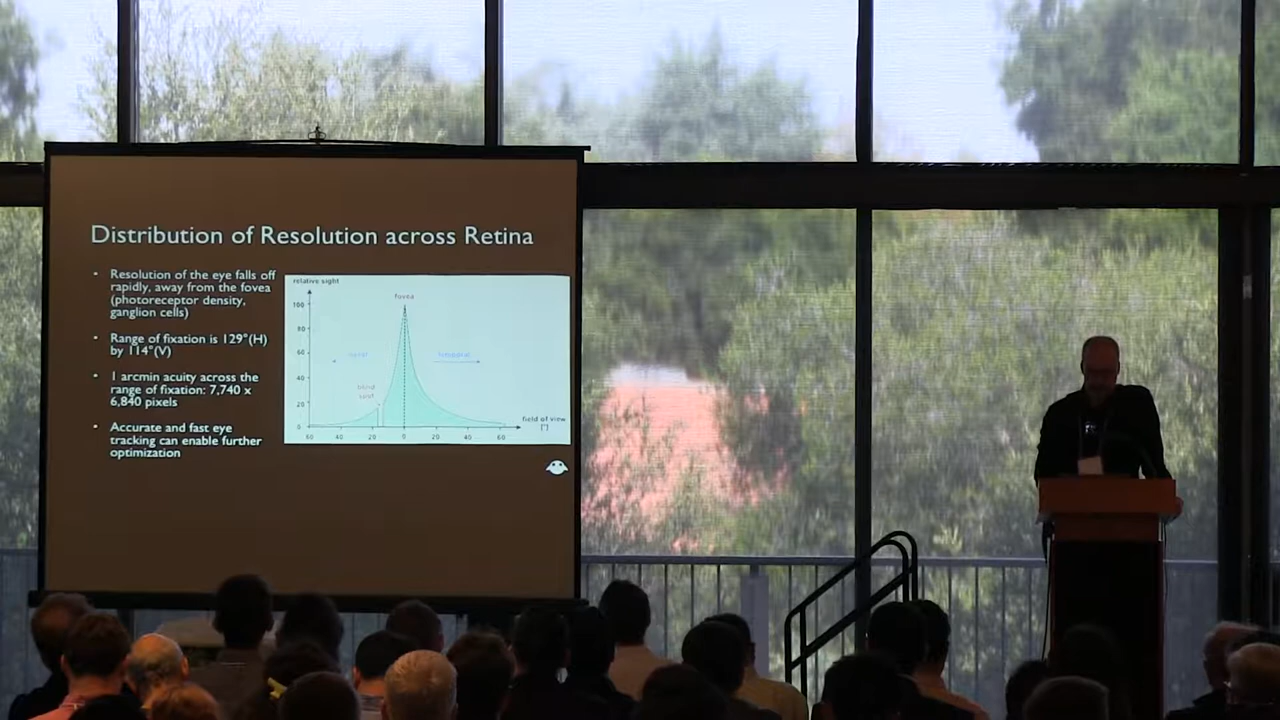 Distribution of Resolution across Retina
• Resolution of the eye falls off
rapidly, away from the fovea
(photoreceptor density,
ganglion cells)
• Range of fixation is 129°(H)
by 114°(V)
• 1 arcmin acuity across the
range of fixation: 7,740 x
6,840 pixels
• Accurate and fast eye
tracking can enable further
optimization
relative sight
fovea
100
80
60
40
20
0
nasal
temporal
blind
spot
field of view
[°]
60 40 20 0 20 40 60